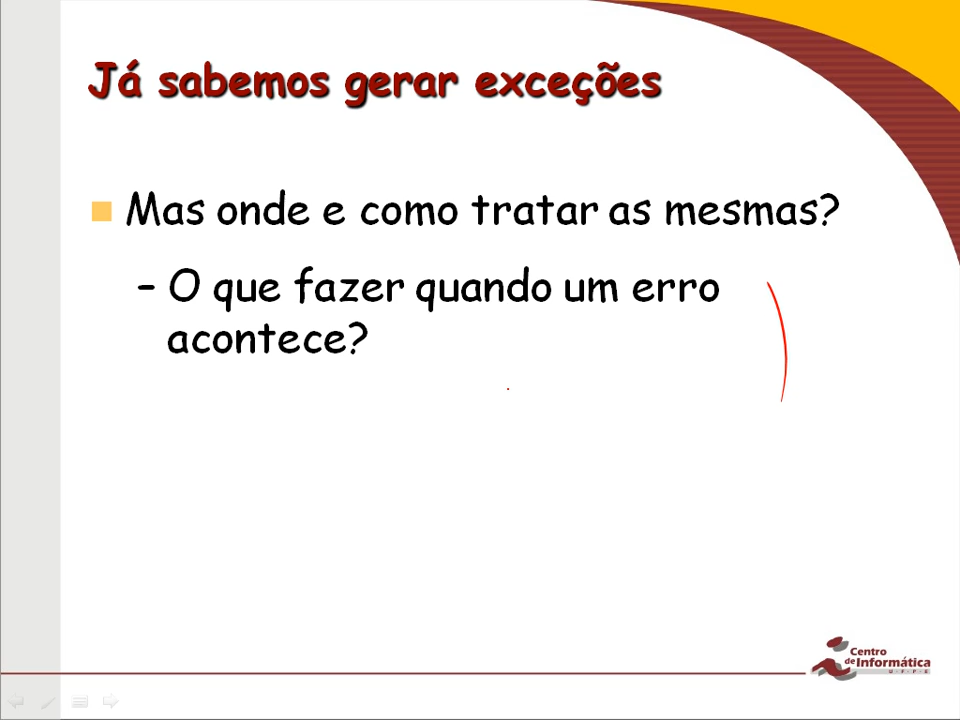 Já sabemos gerar exceções
Mas onde e como tratar as mesmas?
– O que fazer quando um erro
acontece?
Centro
de Informática
U F P E